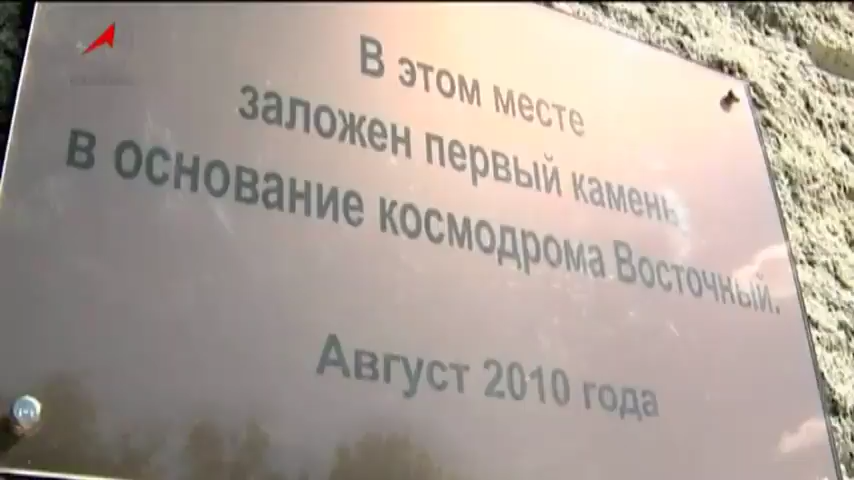 В этом месте
заложен первый камень
В основание космодрома Восточный.
Август 2010 года